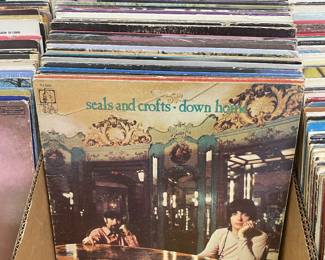 seals and crofts • down home